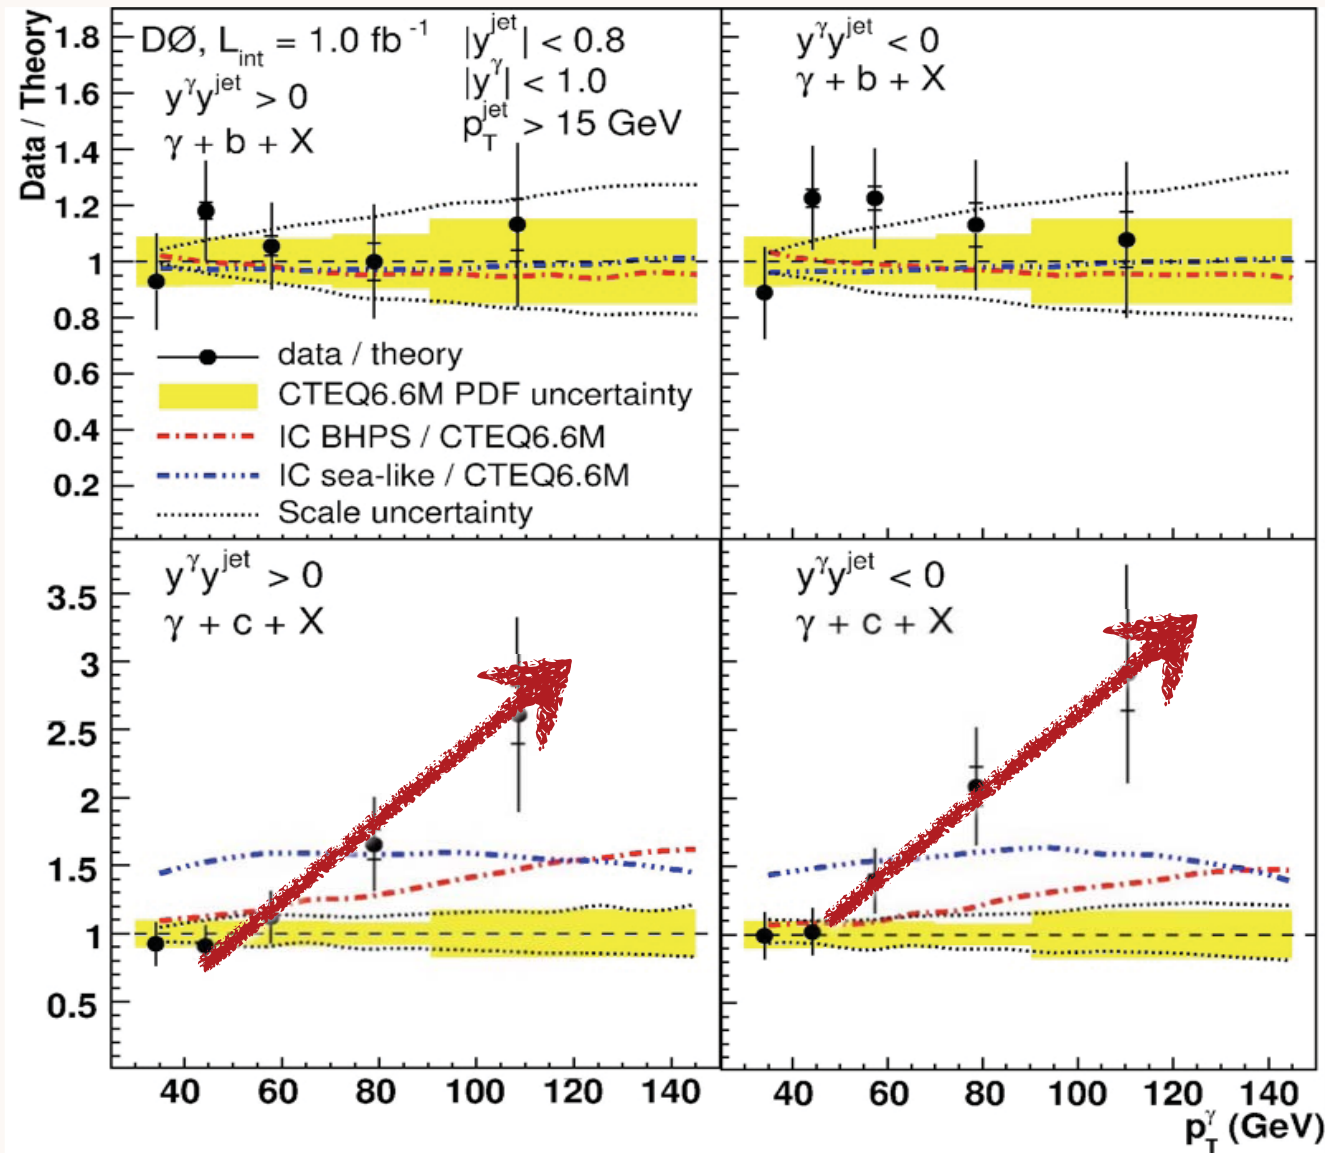 Data / Theory
1.8
1.6
1.4
1.2
1
0.8
0.6
0.4
0.2
DØ, L_int = 1.0 fb^-1
|y^jet| < 0.8
|y^γ| < 1.0
p_T^jet > 15 GeV
y^γ y^jet > 0
γ + b + X
data / theory
CTEQ6.6M PDF uncertainty
IC BHPS / CTEQ6.6M
IC sea-like / CTEQ6.6M
Scale uncertainty
y^γ y^jet < 0
γ + b + X
3.5
3
2.5
2
1.5
1
0.5
y^γ y^jet > 0
γ + c + X
y^γ y^jet < 0
γ + c + X
40 60 80 100 120 140
40 60 80 100 120 140
p_T^γ (GeV)